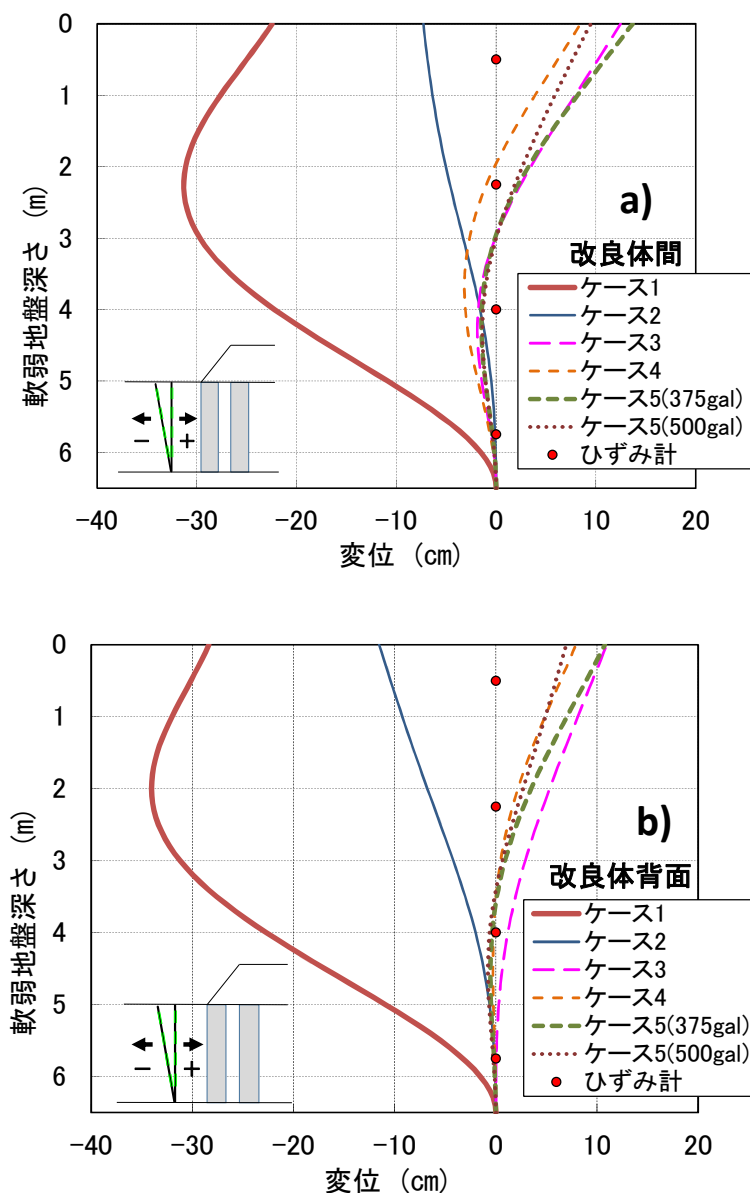 0
1
2
3
4
5
6
軟弱地盤深さ (m)
a)
改良体間
ケース1
ケース2
ケース3
ケース4
ケース5(375gal)
ケース5(500gal)
ひずみ計
− +
−40 −30 −20 −10 0 10 20
変位 (cm)
0
1
2
3
4
5
6
軟弱地盤深さ (m)
b)
改良体背面
ケース1
ケース2
ケース3
ケース4
ケース5(375gal)
ケース5(500gal)
ひずみ計
− +
−40 −30 −20 −10 0 10 20
変位 (cm)